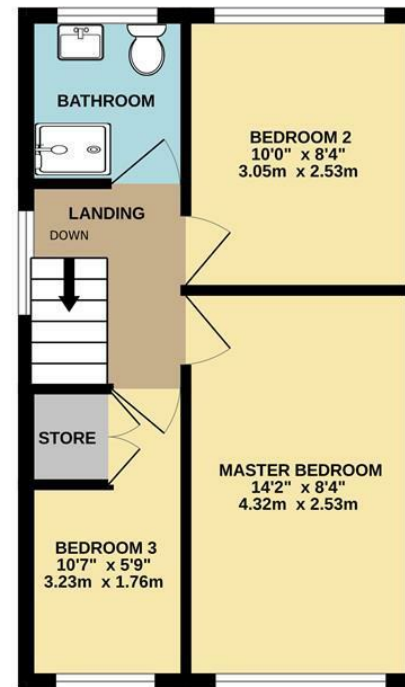 BATHROOM
BEDROOM 2
10'0" x 8'4"
3.05m x 2.53m
LANDING
DOWN
STORE
MASTER BEDROOM
14'2" x 8'4"
4.32m x 2.53m
BEDROOM 3
10'7" x 5'9"
3.23m x 1.76m